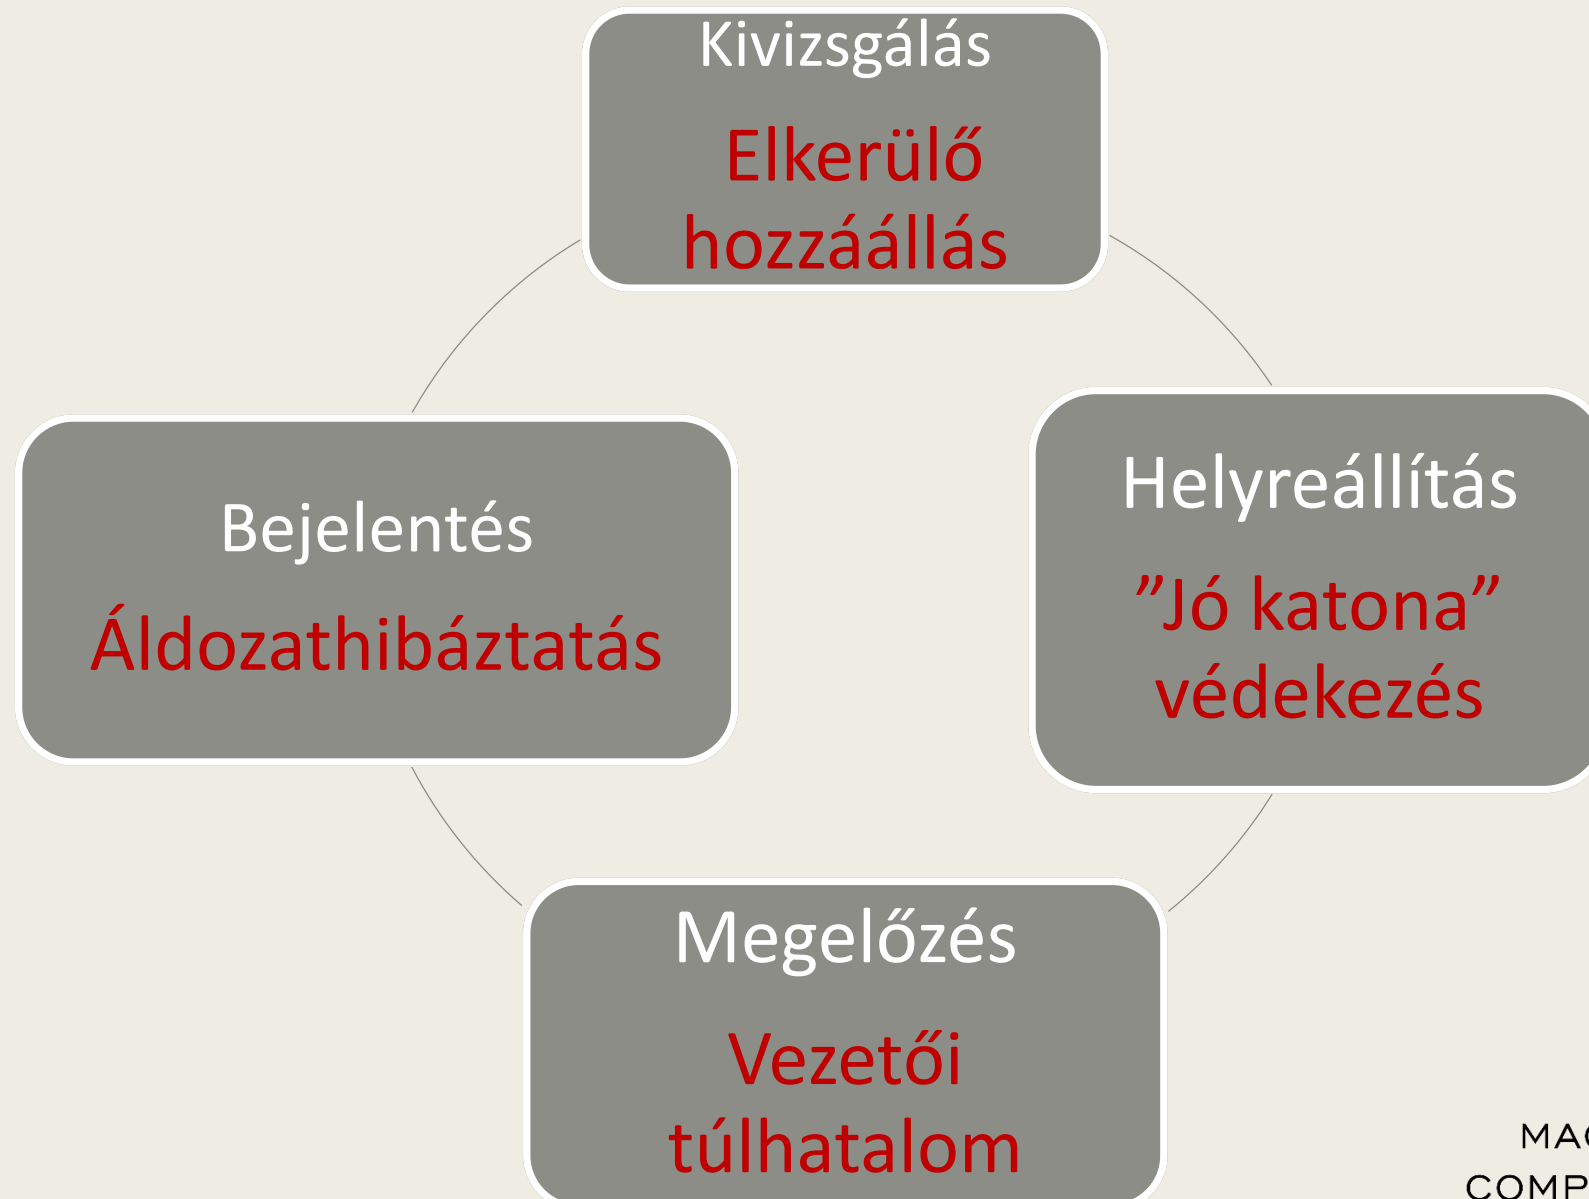 Kivizsgálás
Elkerülő
hozzáállás
Helyreállítás
”Jó katona”
védekezés
Bejelentés
Áldozathibáztatás
Megelőzés
Vezetői
túlhatalom